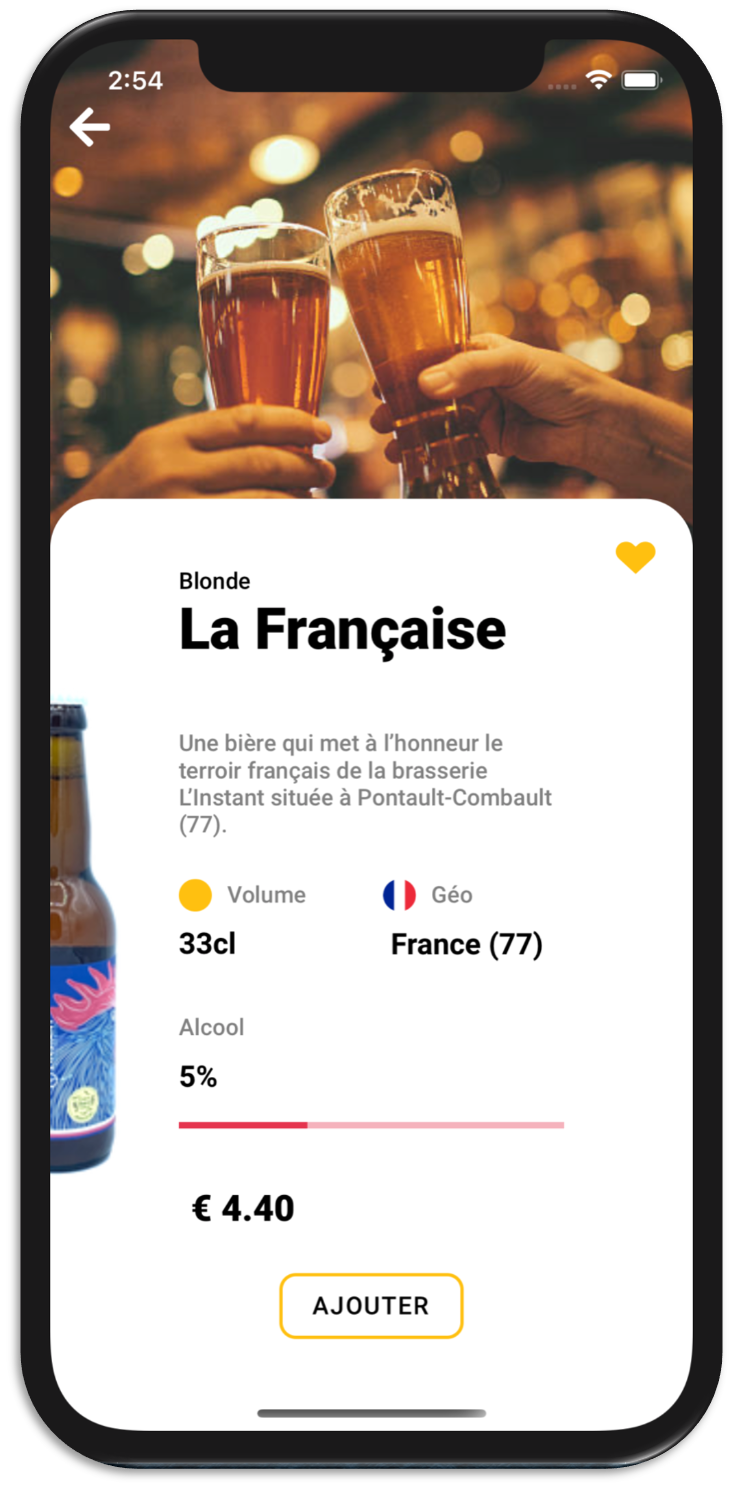 2:54
Blonde
La Française
Une bière qui met à l’honneur le
terroir français de la brasserie
L’Instant située à Pontault-Combault
(77).
Volume
Géo
33cl
France (77)
Alcool
5%
€ 4.40
AJOUTER